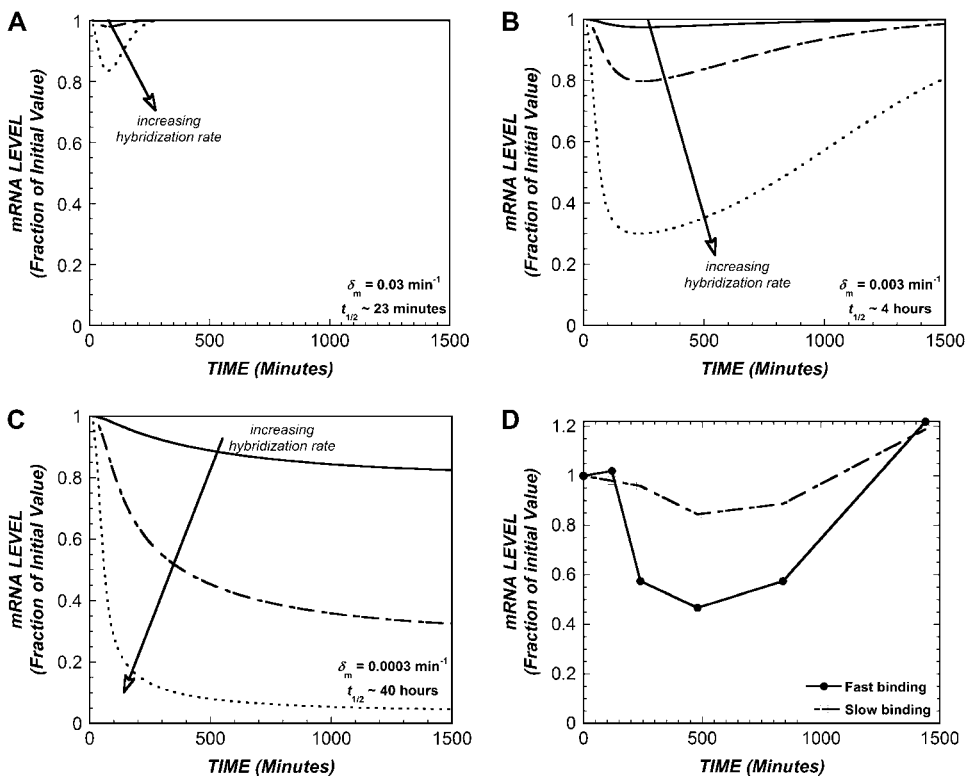 A
mRNA LEVEL
(Fraction of Initial Value)
1
0.8
0.6
0.4
0.2
0
increasing
hybridization rate
δm = 0.03 min-1
t1/2 ~ 23 minutes
0 500 1000 1500
TIME (Minutes)
B
mRNA LEVEL
(Fraction of Initial Value)
1
0.8
0.6
0.4
0.2
0
increasing
hybridization rate
δm = 0.003 min-1
t1/2 ~ 4 hours
0 500 1000 1500
TIME (Minutes)
C
mRNA LEVEL
(Fraction of Initial Value)
1
0.8
0.6
0.4
0.2
0
increasing
hybridization rate
δm = 0.0003 min-1
t1/2 ~ 40 hours
0 500 1000 1500
TIME (Minutes)
D
mRNA LEVEL
(Fraction of initial Value)
1.2
1
0.8
0.6
0.4
0.2
0
Fast binding
Slow binding
0 500 1000 1500
TIME (Minutes)